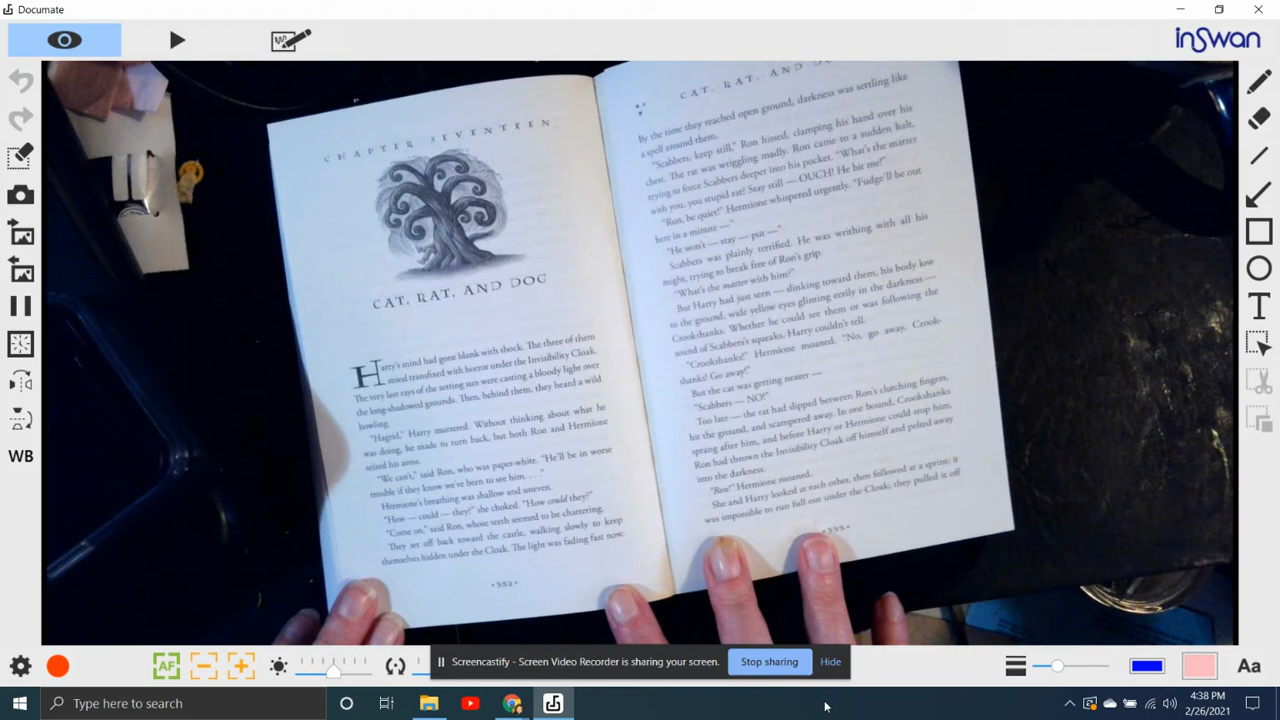 Documate
inSwan
CHAPTER SEVENTEEN
CAT, RAT, AND DOG
Harry's mind had gone blank with shock. The three of them
stood transfixed with horror under the Invisibility Cloak.
The very last rays of the setting sun were casting a bloody light over
the long-shadowed grounds. Then, behind them, they heard a wild
howling.
"Hagrid," Harry muttered. Without thinking about what he
was doing, he made to turn back, but both Ron and Hermione
seized his arms.
"We can't," said Ron, who was paper-white. "He'll be in worse
trouble if they know we've been to see him. . . ."
Hermione's breathing was shallow and uneven.
"How — could — they?" she choked. "How could they?"
"Come on," said Ron, whose teeth seemed to be chattering.
They set off back toward the castle, walking slowly to keep
themselves hidden under the Cloak. The light was fading fast now.
CAT, RAT, AND
By the time they reached open ground, darkness was settling like
a spell around them.
"Scabbers, keep still," Ron hissed, clamping his hand over his
chest. The rat was wriggling madly. Ron came to a sudden halt,
trying to force Scabbers deeper into his pocket. "What's the matter
with you, you stupid rat? Stay still — OUCH! He bit me!"
"Ron, be quiet!" Hermione whispered urgently. "Fudge'll be out
here in a minute —"
"He won't — stay — put —"
Scabbers was plainly terrified. He was writhing with all his
might, trying to break free of Ron's grip.
"What's the matter with him?"
But Harry had just seen — slinking toward them, his body low
to the ground, wide yellow eyes glinting eerily in the darkness —
Crookshanks. Whether he could see them or was following the
sound of Scabbers's squeaks, Harry couldn't tell.
"Crookshanks!" Hermione moaned. "No, go away, Crook-
shanks! Go away!"
But the cat was getting nearer —
"Scabbers — NO!"
Too late — the rat had slipped between Ron's clutching fingers,
hit the ground, and scampered away. In one bound, Crookshanks
sprang after him, and before Harry or Hermione could stop him,
Ron had thrown the Invisibility Cloak off himself and pelted away
into the darkness.
"Ron!" Hermione moaned.
She and Harry looked at each other, then followed at a sprint; it
was impossible to run full out under the Cloak; they pulled it off
WB
T
AF
Screencastify - Screen Video Recorder is sharing your screen.
Stop sharing
Hide
Aa
Type here to search
4:38 PM
2/26/2021